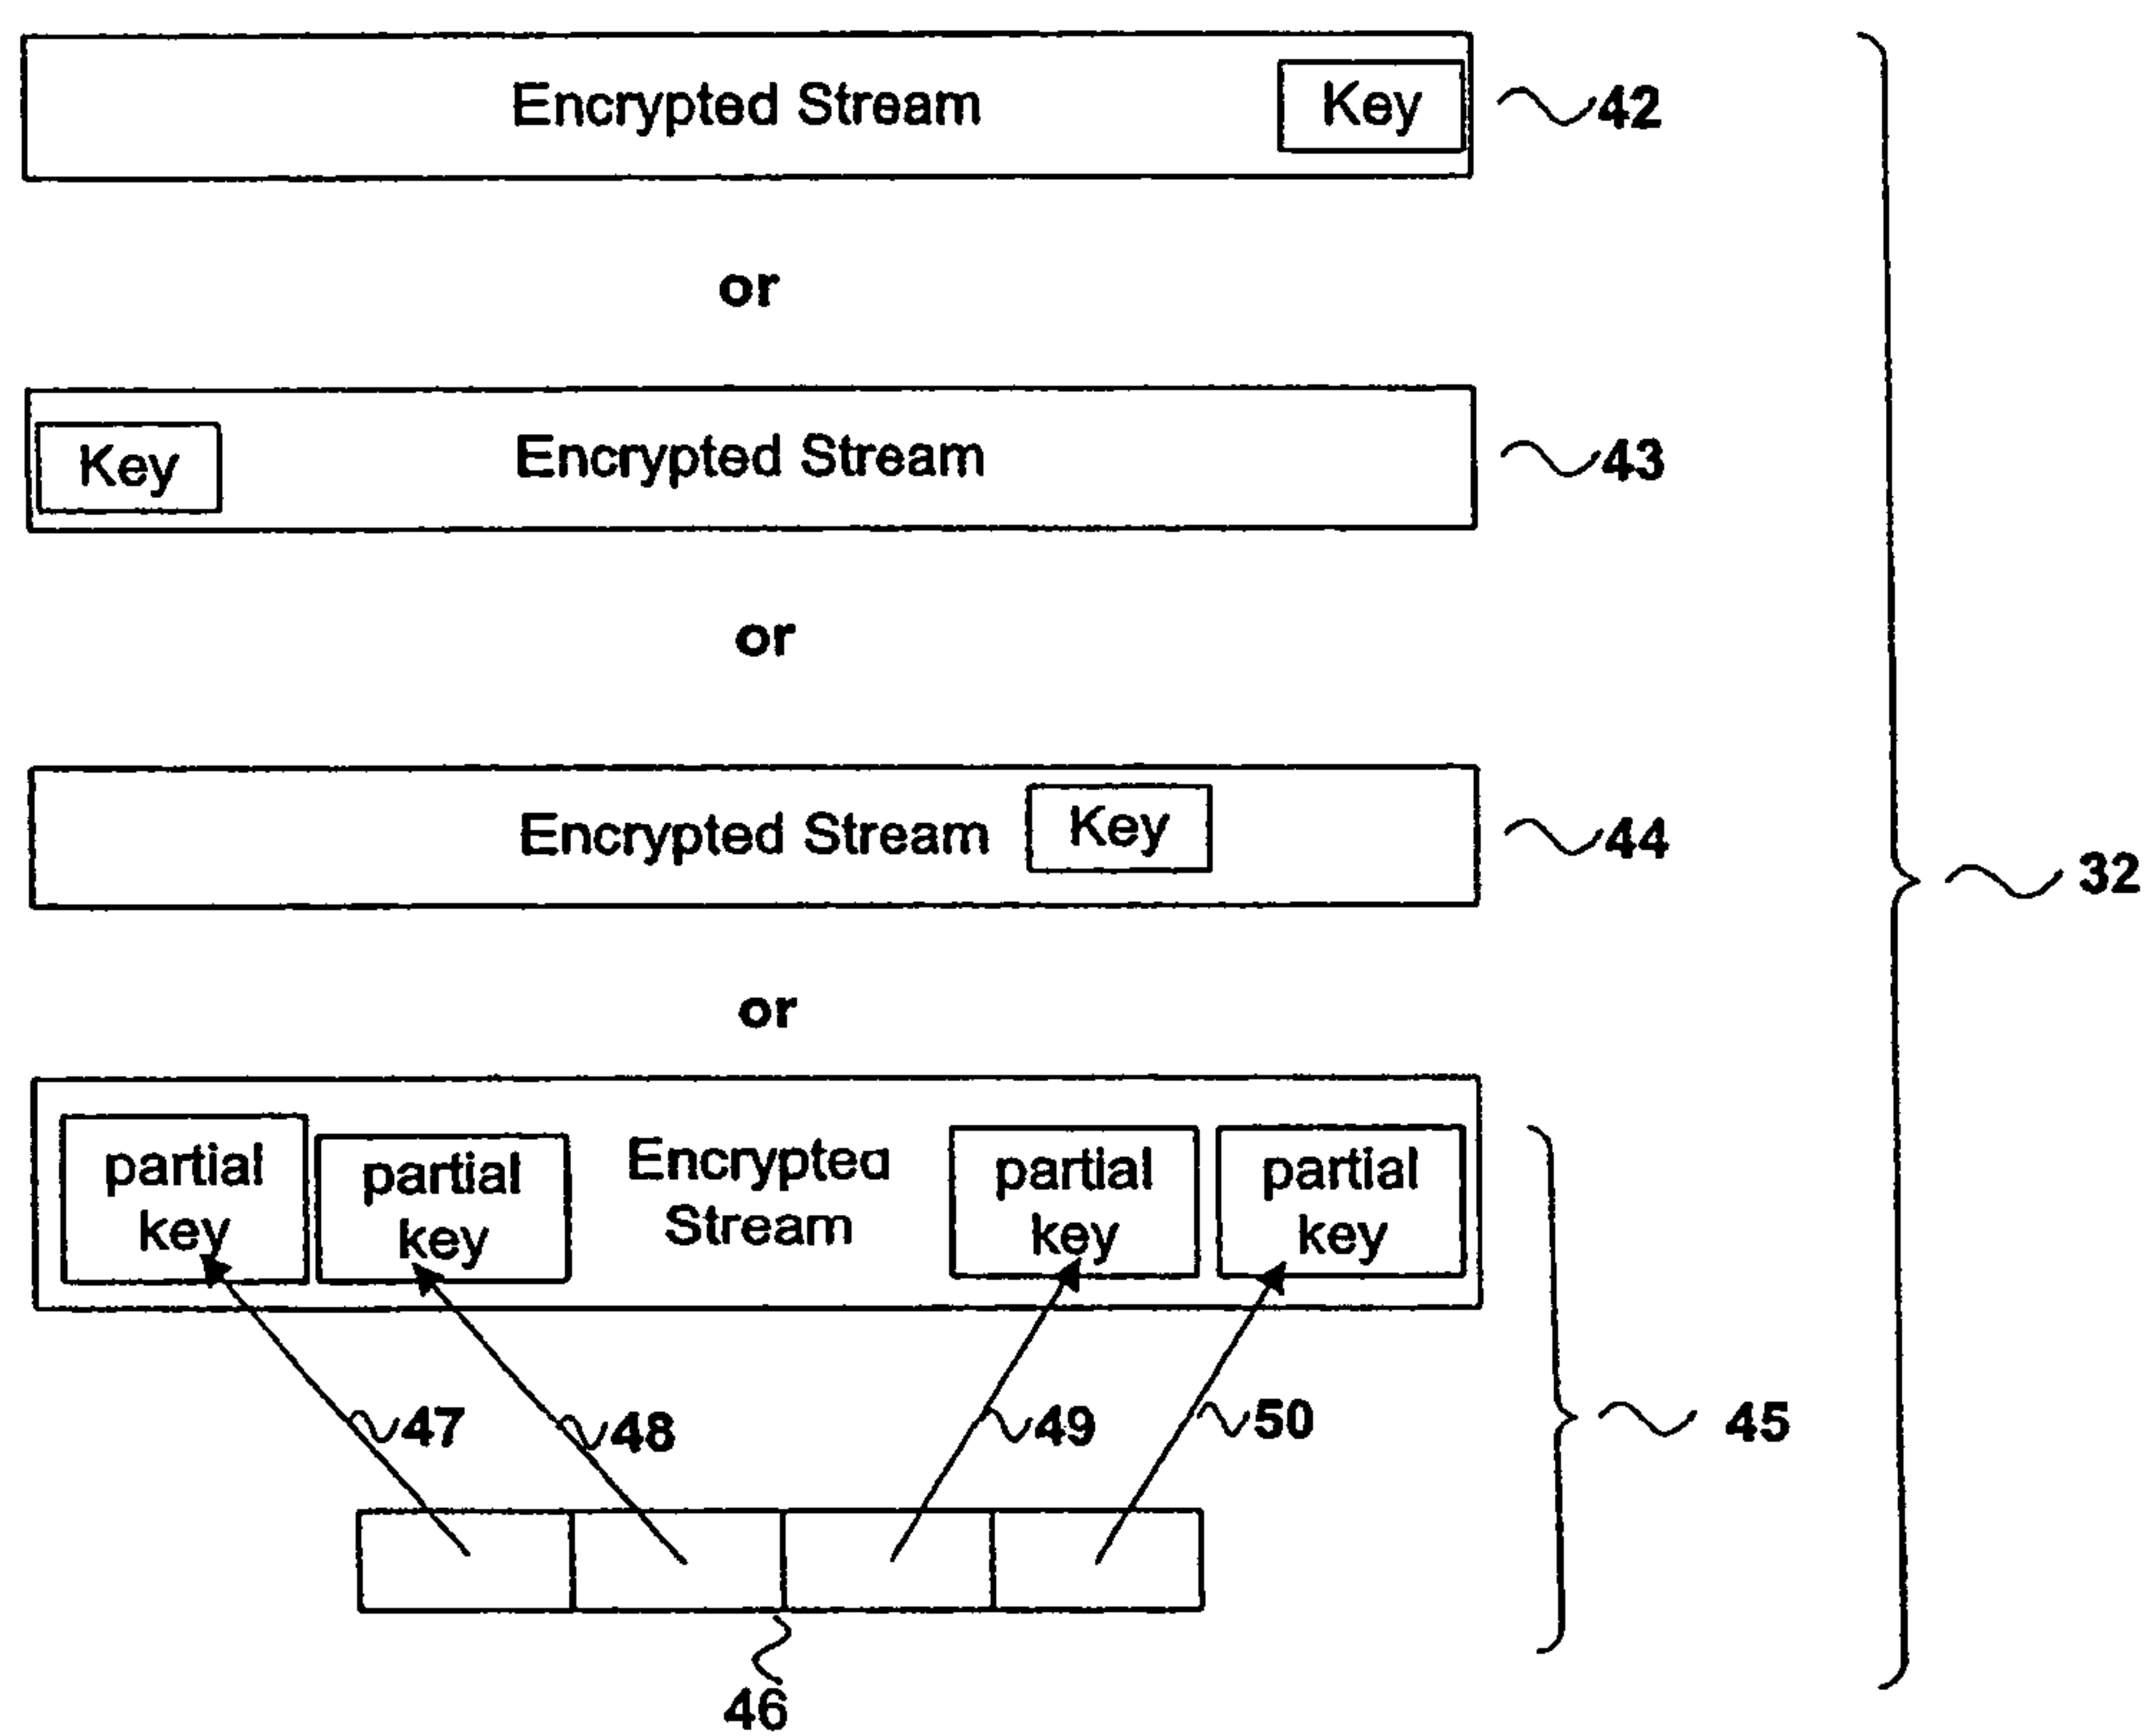 Encrypted Stream Key 42
or
Key Encrypted Stream 43
or
Encrypted Stream Key 44
32
or
partial key partial key Encrypted Stream partial key partial key
47 48 49 50 45
46